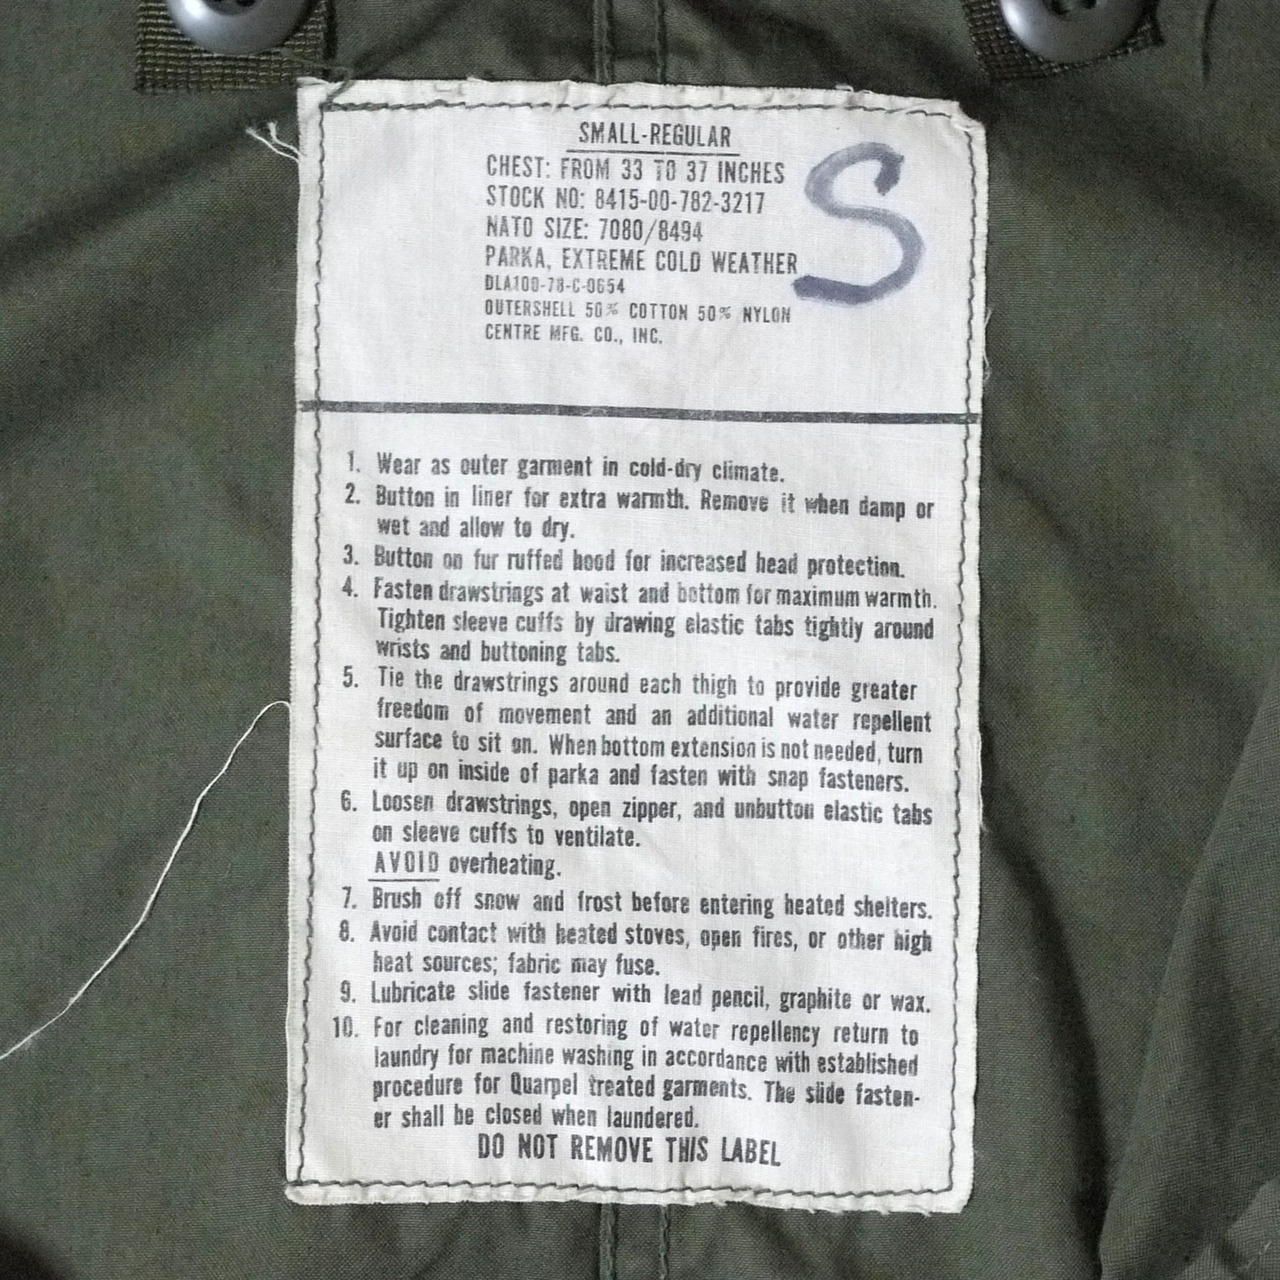 SMALL-REGULAR
CHEST: FROM 33 TO 37 INCHES
STOCK NO: 8415-00-782-3217
NATO SIZE: 7080/8494
PARKA, EXTREME COLD WEATHER
DLA100-78-C-0654
OUTERSHELL 50% COTTON 50% NYLON
CENTRE MFG. CO., INC.
S
1. Wear as outer garment in cold-dry climate.
2. Button in liner for extra warmth. Remove it when damp or
wet and allow to dry.
3. Button on fur ruffed hood for increased head protection.
4. Fasten drawstrings at waist and bottom for maximum warmth.
Tighten sleeve cuffs by drawing elastic tabs tightly around
wrists and buttoning tabs.
5. Tie the drawstrings around each thigh to provide greater
freedom of movement and an additional water repellent
surface to sit on. When bottom extension is not needed, turn
it up on inside of parka and fasten with snap fasteners.
6. Loosen drawstrings, open zipper, and unbutton elastic tabs
on sleeve cuffs to ventilate.
AVOID overheating.
7. Brush off snow and frost before entering heated shelters.
8. Avoid contact with heated stoves, open fires, or other high
heat sources; fabric may fuse.
9. Lubricate slide fastener with lead pencil, graphite or wax.
10. For cleaning and restoring of water repellency return to
laundry for machine washing in accordance with established
procedure for Quarpel treated garments. The slide fasten-
er shall be closed when laundered.
DO NOT REMOVE THIS LABEL